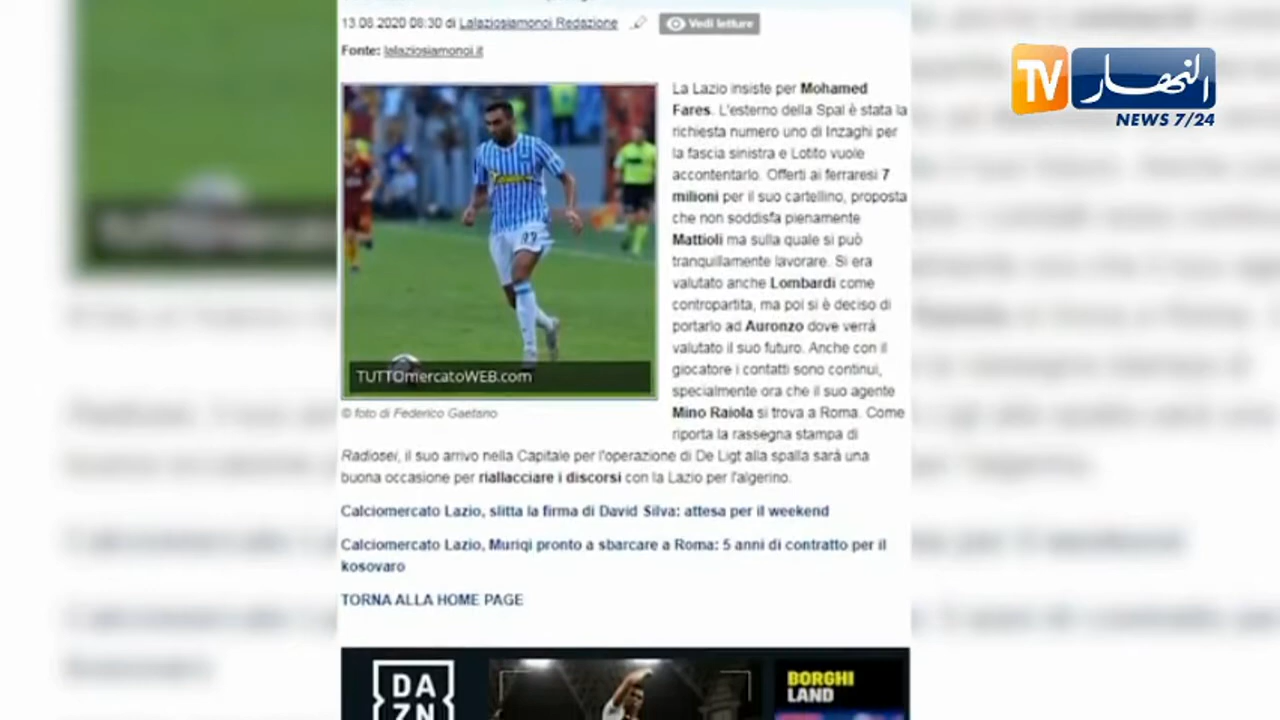 13.08.2020 08:30 di Lalaziosiamonoi Redazione
Vedi letture
Fonte: lalaziosiamonoi.it
TV
النهار
NEWS 7/24
La Lazio insiste per Mohamed
Fares. L'esterno della Spal è stata la
richiesta numero uno di Inzaghi per
la fascia sinistra e Lotito vuole
accontentarlo. Offerti ai ferraresi 7
milioni per il suo cartellino, proposta
che non soddisfa pienamente
Mattioli ma sulla quale si può
tranquillamente lavorare. Si era
valutato anche Lombardi come
contropartita, ma poi si è deciso di
portarlo ad Auronzo dove verrà
valutato il suo futuro. Anche con il
giocatore i contatti sono continui,
specialmente ora che il suo agente
Mino Raiola si trova a Roma. Come
riporta la rassegna stampa di
Radiosei, il suo arrivo nella Capitale per l'operazione di De Ligt alla spalla sarà una
buona occasione per riallacciare i discorsi con la Lazio per l'algerino.
TUTTOmercatoWEB.com
© foto di Federico Gaetano
Calciomercato Lazio, slitta la firma di David Silva: attesa per il weekend
Calciomercato Lazio, Muriqi pronto a sbarcare a Roma: 5 anni di contratto per il
kosovaro
TORNA ALLA HOME PAGE
DA
ZN
BORGHI
LAND